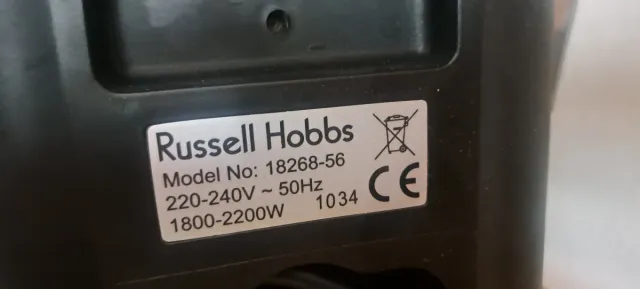 Russell Hobbs
Model No: 18268-56
220-240V ~ 50Hz
1800-2200W 1034 CE